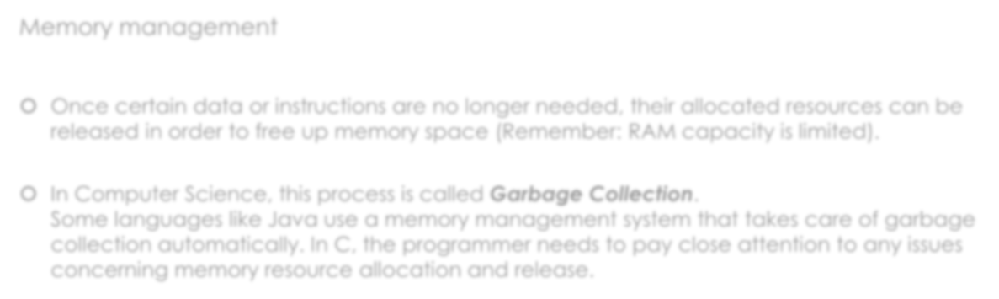 Memory management
Once certain data or instructions are no longer needed, their allocated resources can be
released in order to free up memory space (Remember: RAM capacity is limited).
In Computer Science, this process is called Garbage Collection.
Some languages like Java use a memory management system that takes care of garbage
collection automatically. In C, the programmer needs to pay close attention to any issues
concerning memory resource allocation and release.